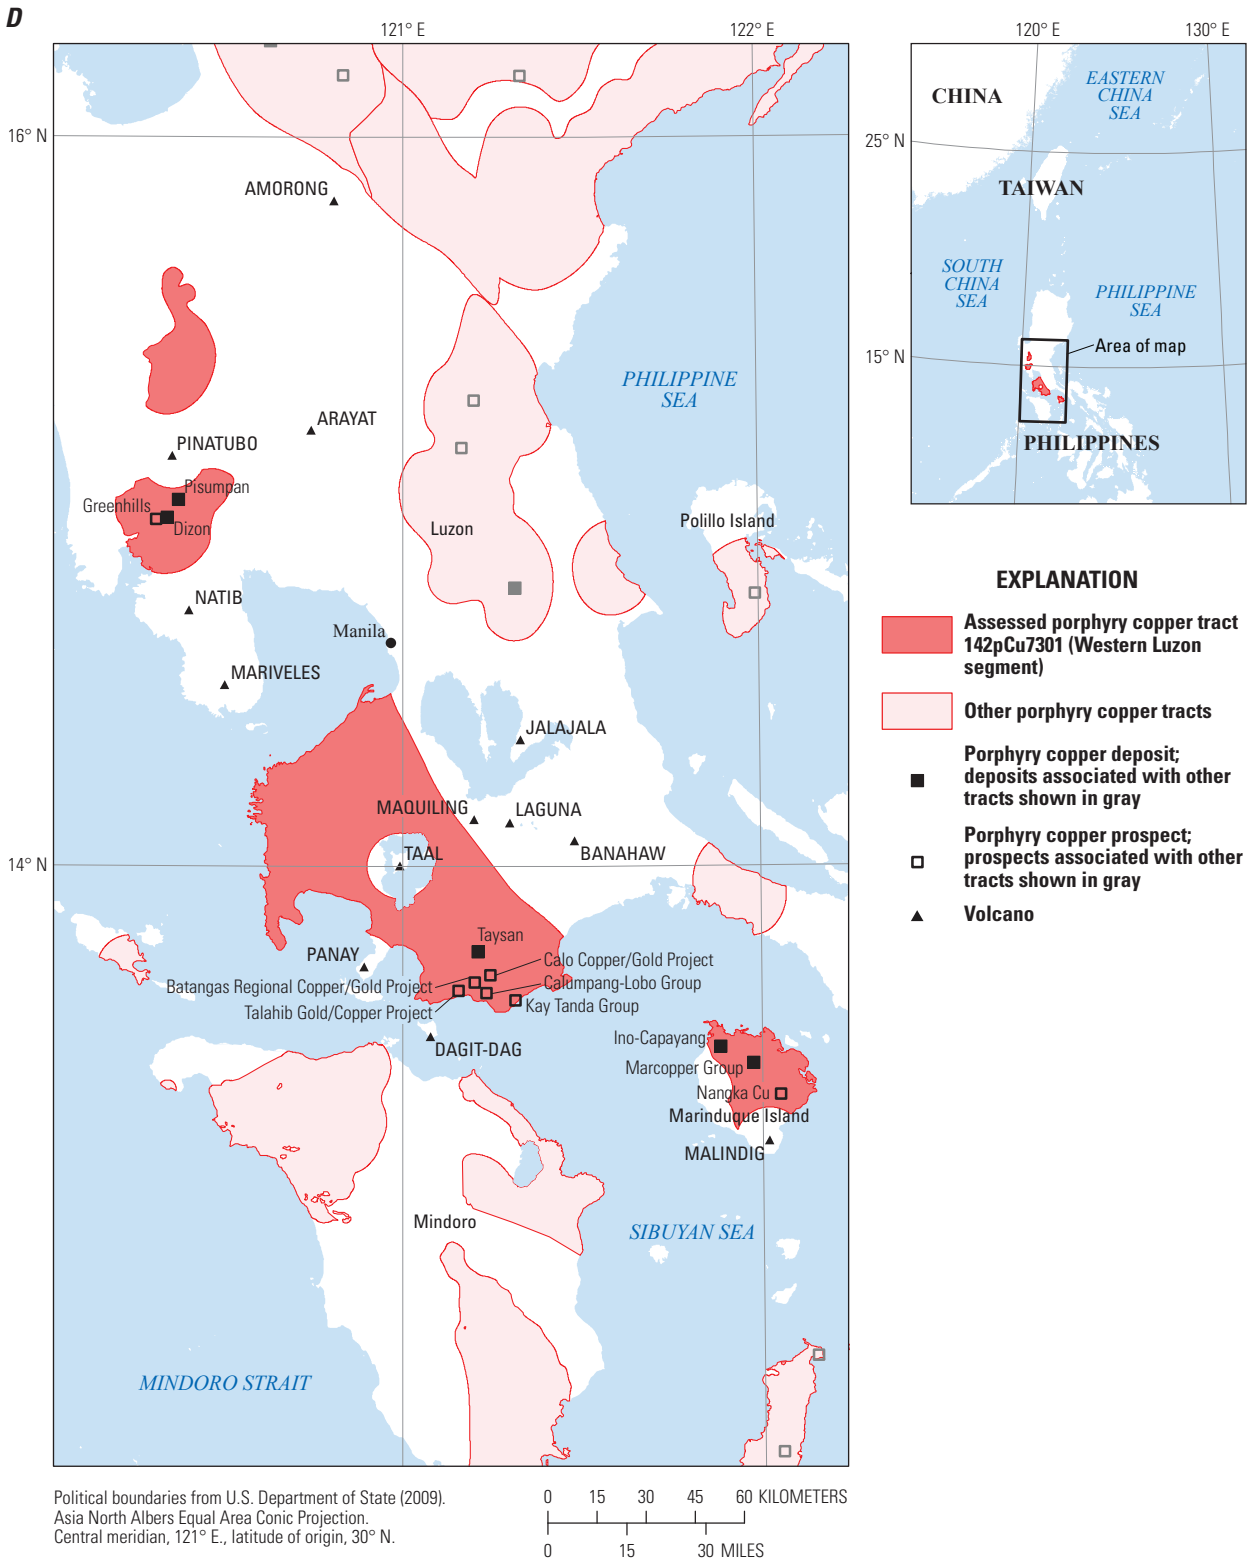 D
121° E
122° E
120° E
130° E
16° N
14° N
25° N
15° N
CHINA
EASTERN
CHINA
SEA
TAIWAN
SOUTH
CHINA
SEA
PHILIPPINE
SEA
Area of map
PHILIPPINES
AMORONG
ARAYAT
PINATUBO
Pisumpan
Greenhills
Dizon
NATIB
MARIVELES
Manila
Luzon
PHILIPPINE
SEA
Polillo Island
JALAJALA
MAQUILING
LAGUNA
BANAHAW
TAAL
PANAY
Taysan
Calo Copper/Gold Project
Batangas Regional Copper/Gold Project
Calumpang-Lobo Group
Talahib Gold/Copper Project
Kay Tanda Group
DAGIT-DAG
Ino-Capayang
Marcopper Group
Nangka Cu
Marinduque Island
MALINDIG
Mindoro
SIBUYAN SEA
MINDORO STRAIT
EXPLANATION
Assessed porphyry copper tract
142pCu7301 (Western Luzon
segment)
Other porphyry copper tracts
Porphyry copper deposit;
deposits associated with other
tracts shown in gray
Porphyry copper prospect;
prospects associated with other
tracts shown in gray
Volcano
Political boundaries from U.S. Department of State (2009).
Asia North Albers Equal Area Conic Projection.
Central meridian, 121° E., latitude of origin, 30° N.
0 15 30 45 60 KILOMETERS
0 15 30 MILES